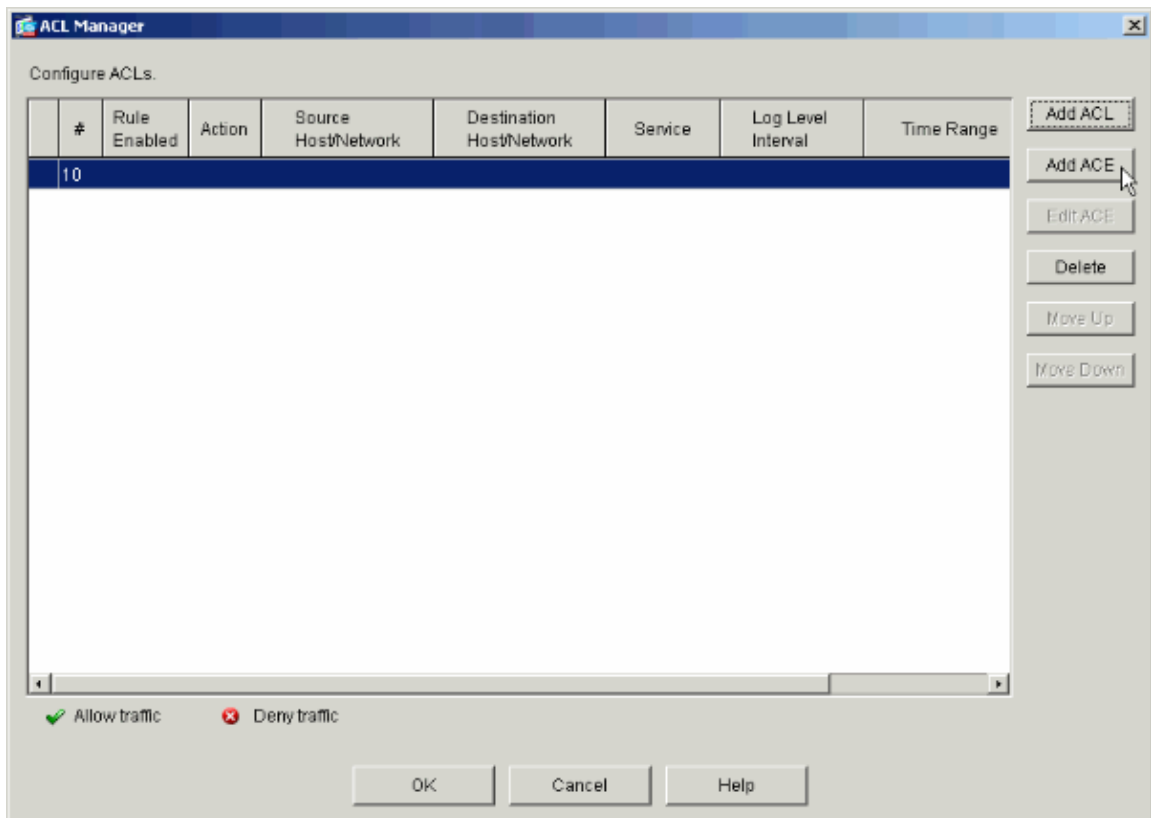 ACL Manager
Configure ACLs.
# Rule Enabled Action Source Host/Network Destination Host/Network Service Log Level Interval Time Range
10
Add ACL
Add ACE
Edit ACE
Delete
Move Up
Move Down
Allow traffic Deny traffic
OK Cancel Help